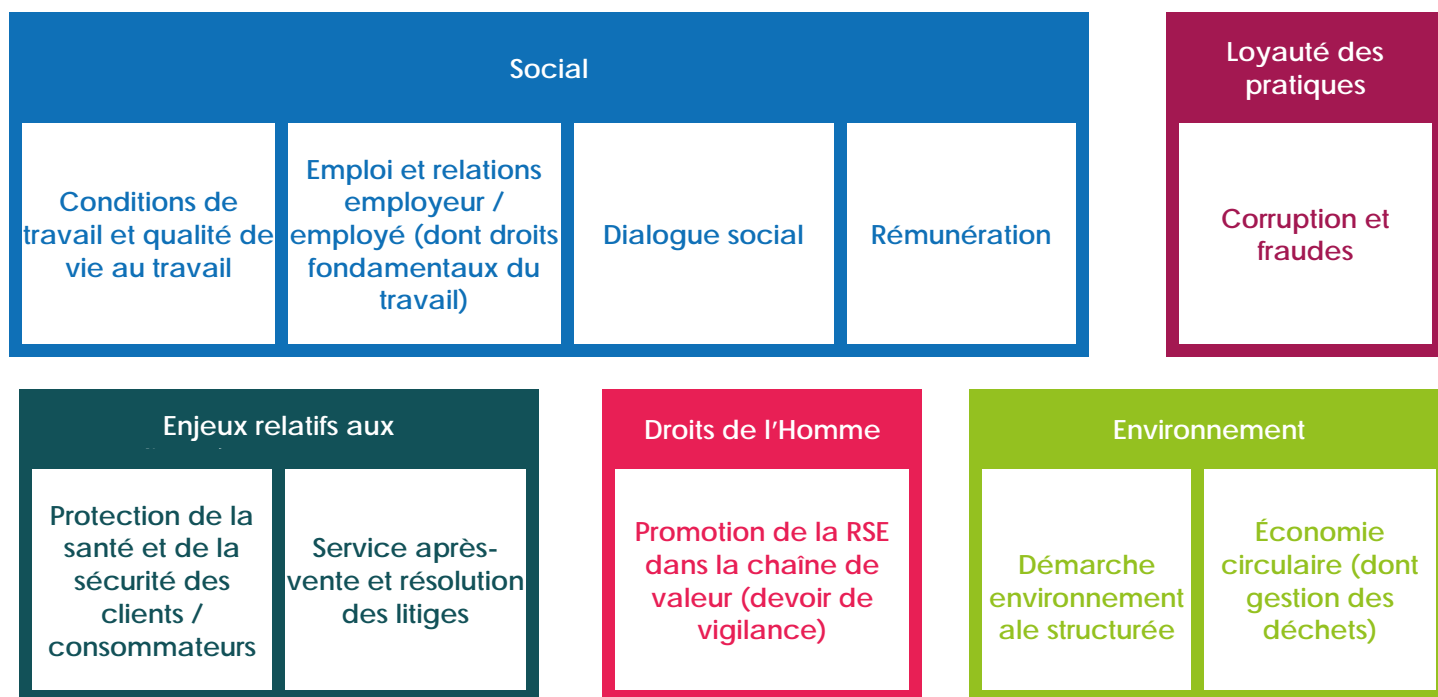 Social
Conditions de
travail et qualité de
vie au travail
Emploi et relations
employeur /
employé (dont droits
fondamentaux du
travail)
Dialogue social
Rémunération
Loyauté des
pratiques
Corruption et
fraudes
Enjeux relatifs aux
Protection de la
santé et de la
sécurité des
clients /
consommateurs
Service après-
vente et résolution
des litiges
Droits de l'Homme
Promotion de la RSE
dans la chaîne de
valeur (devoir de
vigilance)
Environnement
Démarche
environnement
ale structurée
Économie
circulaire (dont
gestion des
déchets)